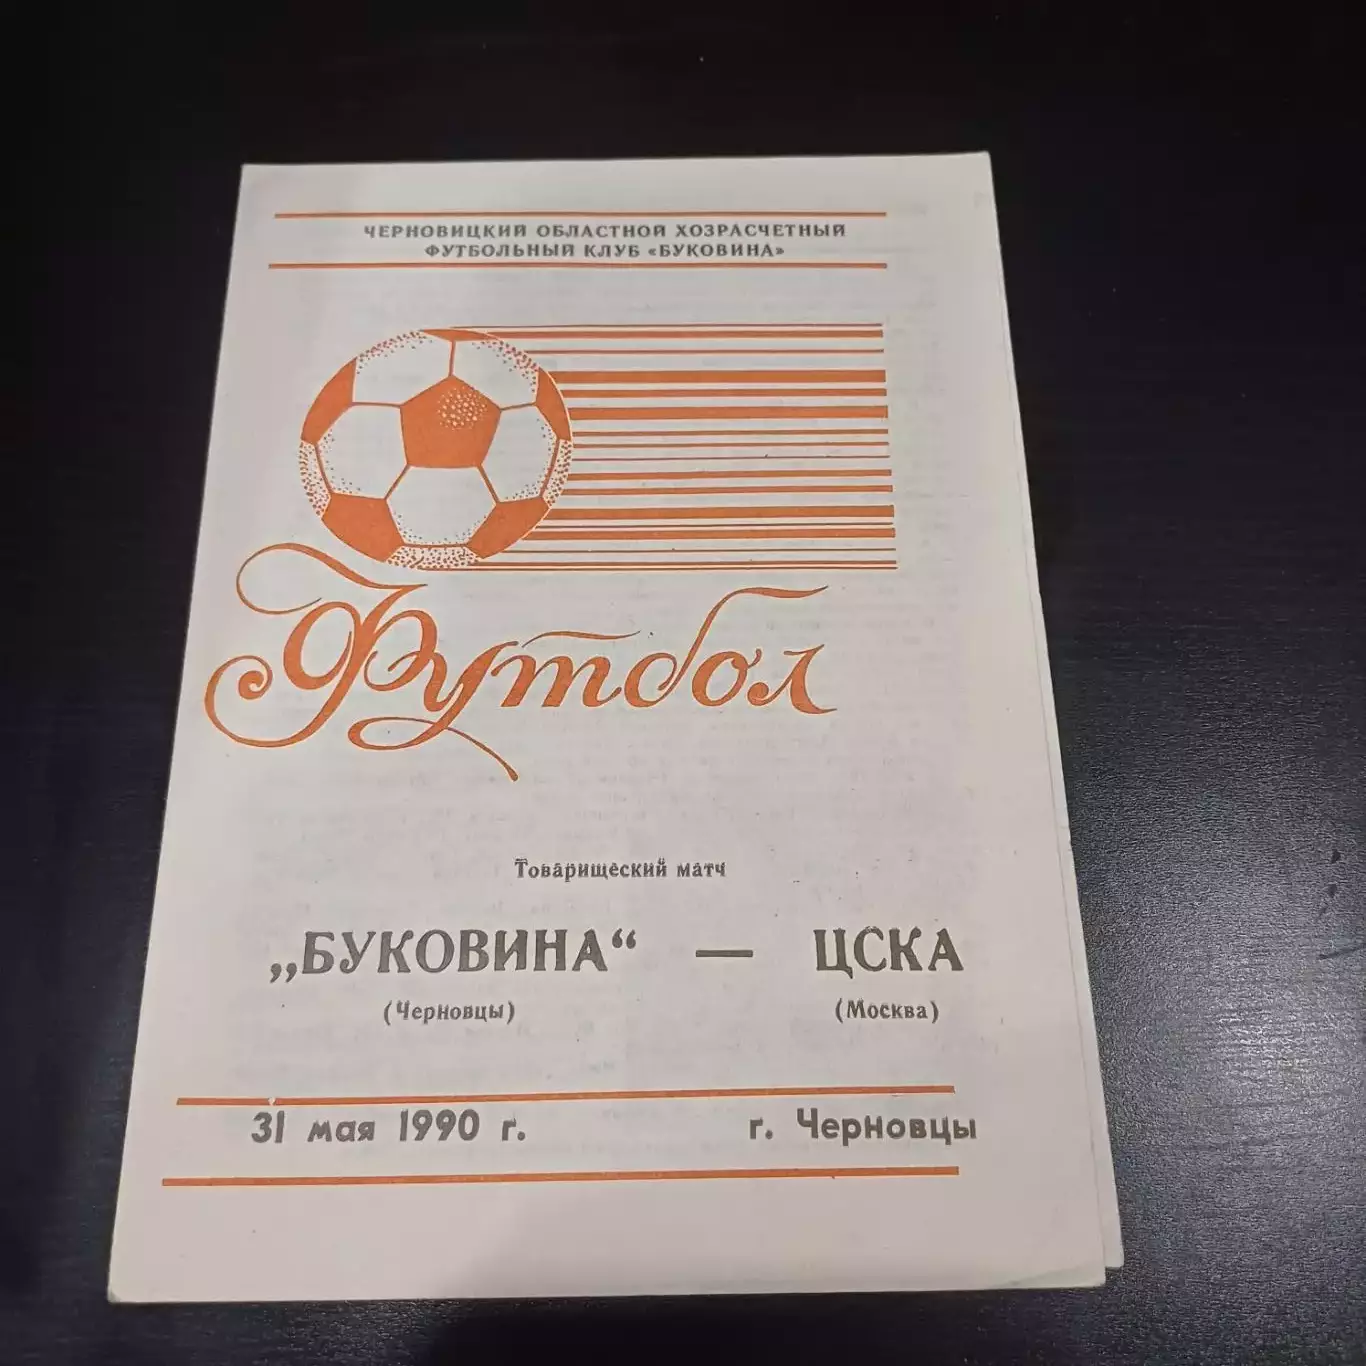 ЧЕРНОВИЦКИЙ ОБЛАСТНОЙ ХОЗРАСЧЕТНЫЙ
ФУТБОЛЬНЫЙ КЛУБ «БУКОВИНА»
Футбол
Товарищеский матч
„БУКОВИНА“ — ЦСКА
(Черновцы) (Москва)
31 мая 1990 г. г. Черновцы